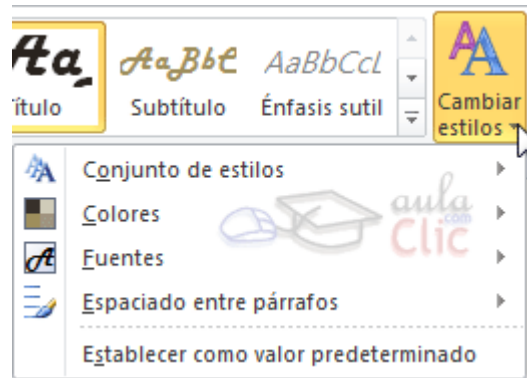 Aa AaBbC AaBbCcL
ítulo Subtítulo Énfasis sutil Cambiar
estilos
Conjunto de estilos
Colores
Fuentes
Espaciado entre párrafos
Establecer como valor predeterminado
aula
.com
Clic